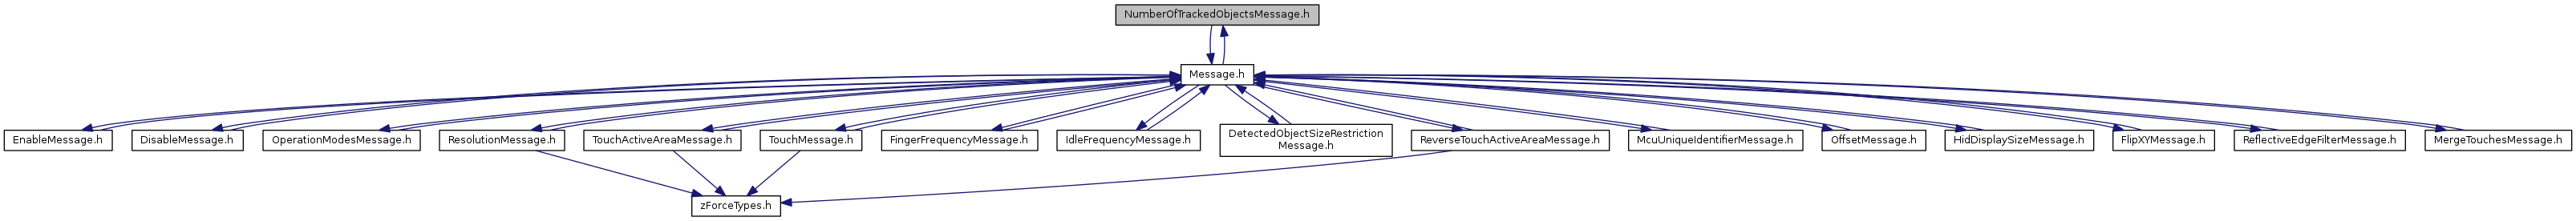 NumberOfTrackedObjectsMessage.h
Message.h
EnableMessage.h
DisableMessage.h
OperationModesMessage.h
ResolutionMessage.h
TouchActiveAreaMessage.h
TouchMessage.h
FingerFrequencyMessage.h
IdleFrequencyMessage.h
DetectedObjectSizeRestriction
Message.h
ReverseTouchActiveAreaMessage.h
McuUniqueIdentifierMessage.h
OffsetMessage.h
HidDisplaySizeMessage.h
FlipXYMessage.h
ReflectiveEdgeFilterMessage.h
MergeTouchesMessage.h
zForceTypes.h